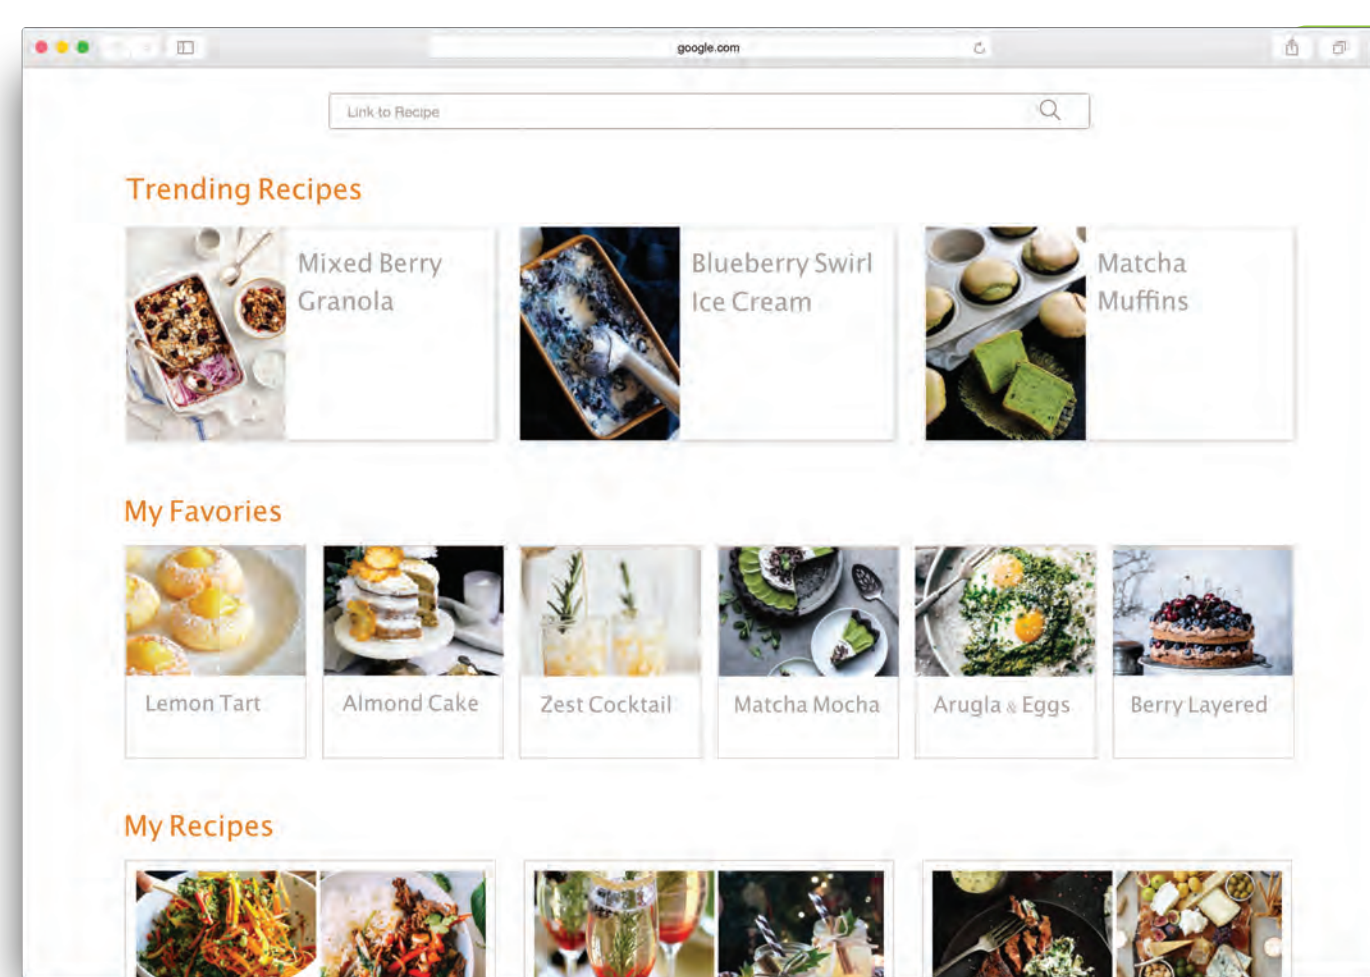 google.com
Link to Recipe
Trending Recipes
Mixed Berry
Granola
Blueberry Swirl
Ice Cream
Matcha
Muffins
My Favories
Lemon Tart
Almond Cake
Zest Cocktail
Matcha Mocha
Arugla & Eggs
Berry Layered
My Recipes